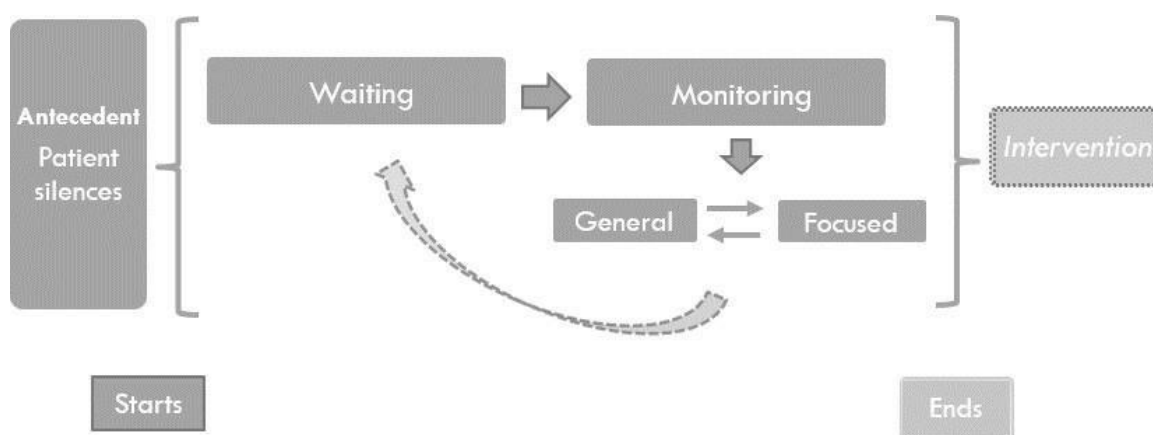 Antecedent
Patient
silences
Waiting
Monitoring
General
Focused
Intervention
Starts
Ends